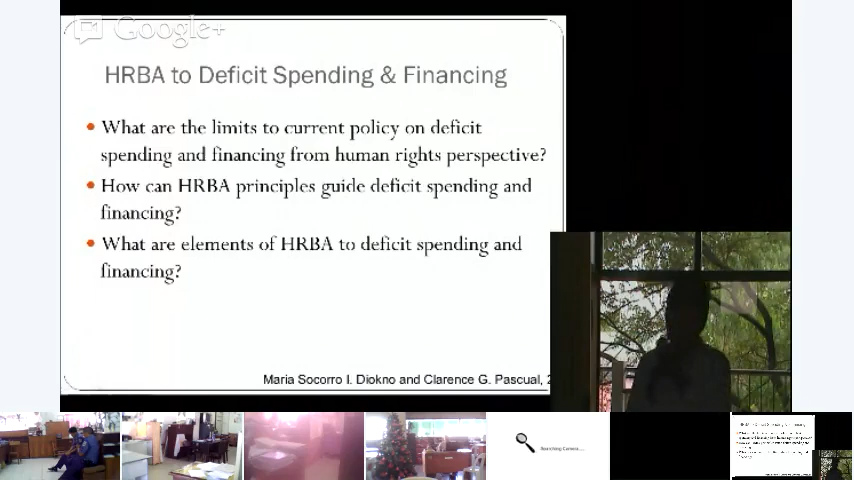 Google+
HRBA to Deficit Spending & Financing
What are the limits to current policy on deficit
spending and financing from human rights perspective?
How can HRBA principles guide deficit spending and
financing?
What are elements of HRBA to deficit spending and
financing?
Maria Socorro I. Diokno and Clarence G. Pascual, 2